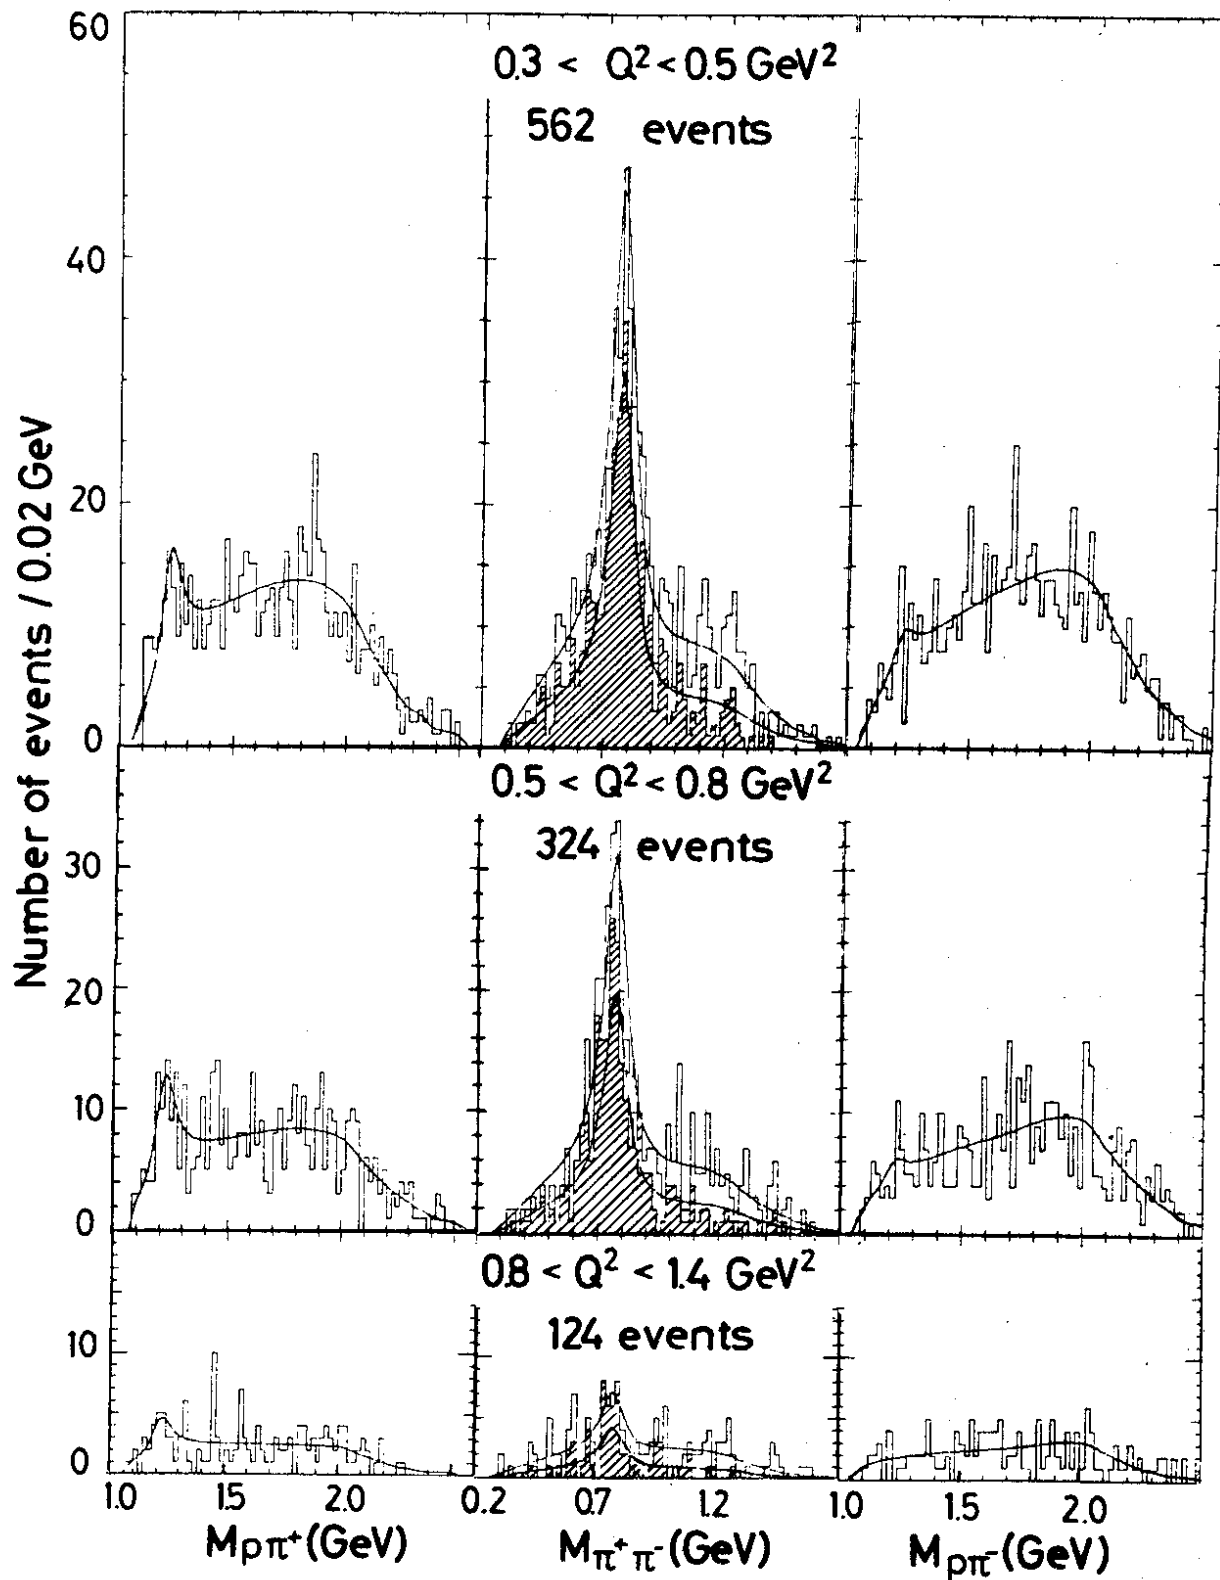 60
0.3 < Q² < 0.5 GeV²
562 events
40
20
0
Number of events / 0.02 GeV
0.5 < Q² < 0.8 GeV²
324 events
30
20
10
0
0.8 < Q² < 1.4 GeV²
124 events
10
0
1.0 1.5 2.0 0.2 0.7 1.2 1.0 1.5 2.0
Mpπ⁺(GeV) Mπ⁺π⁻(GeV) Mpπ⁻(GeV)